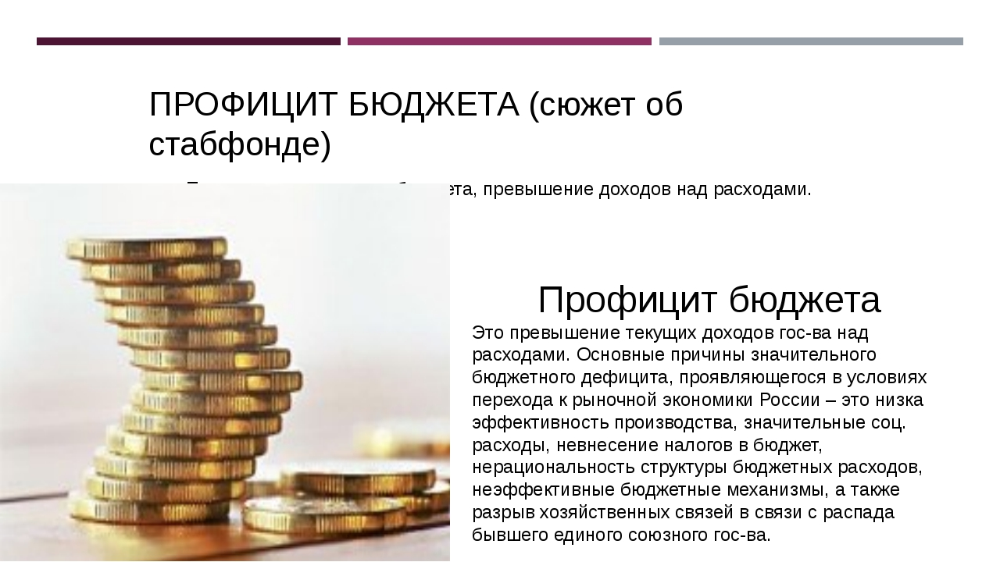 ПРОФИЦИТ БЮДЖЕТА (сюжет об
стабфонде)
превышение доходов над расходами.
Профицит бюджета
Это превышение текущих доходов гос-ва над
расходами. Основные причины значительного
бюджетного дефицита, проявляющегося в условиях
перехода к рыночной экономики России – это низка
эффективность производства, значительные соц.
расходы, невнесение налогов в бюджет,
нерациональность структуры бюджетных расходов,
неэффективные бюджетные механизмы, а также
разрыв хозяйственных связей в связи с распада
бывшего единого союзного гос-ва.